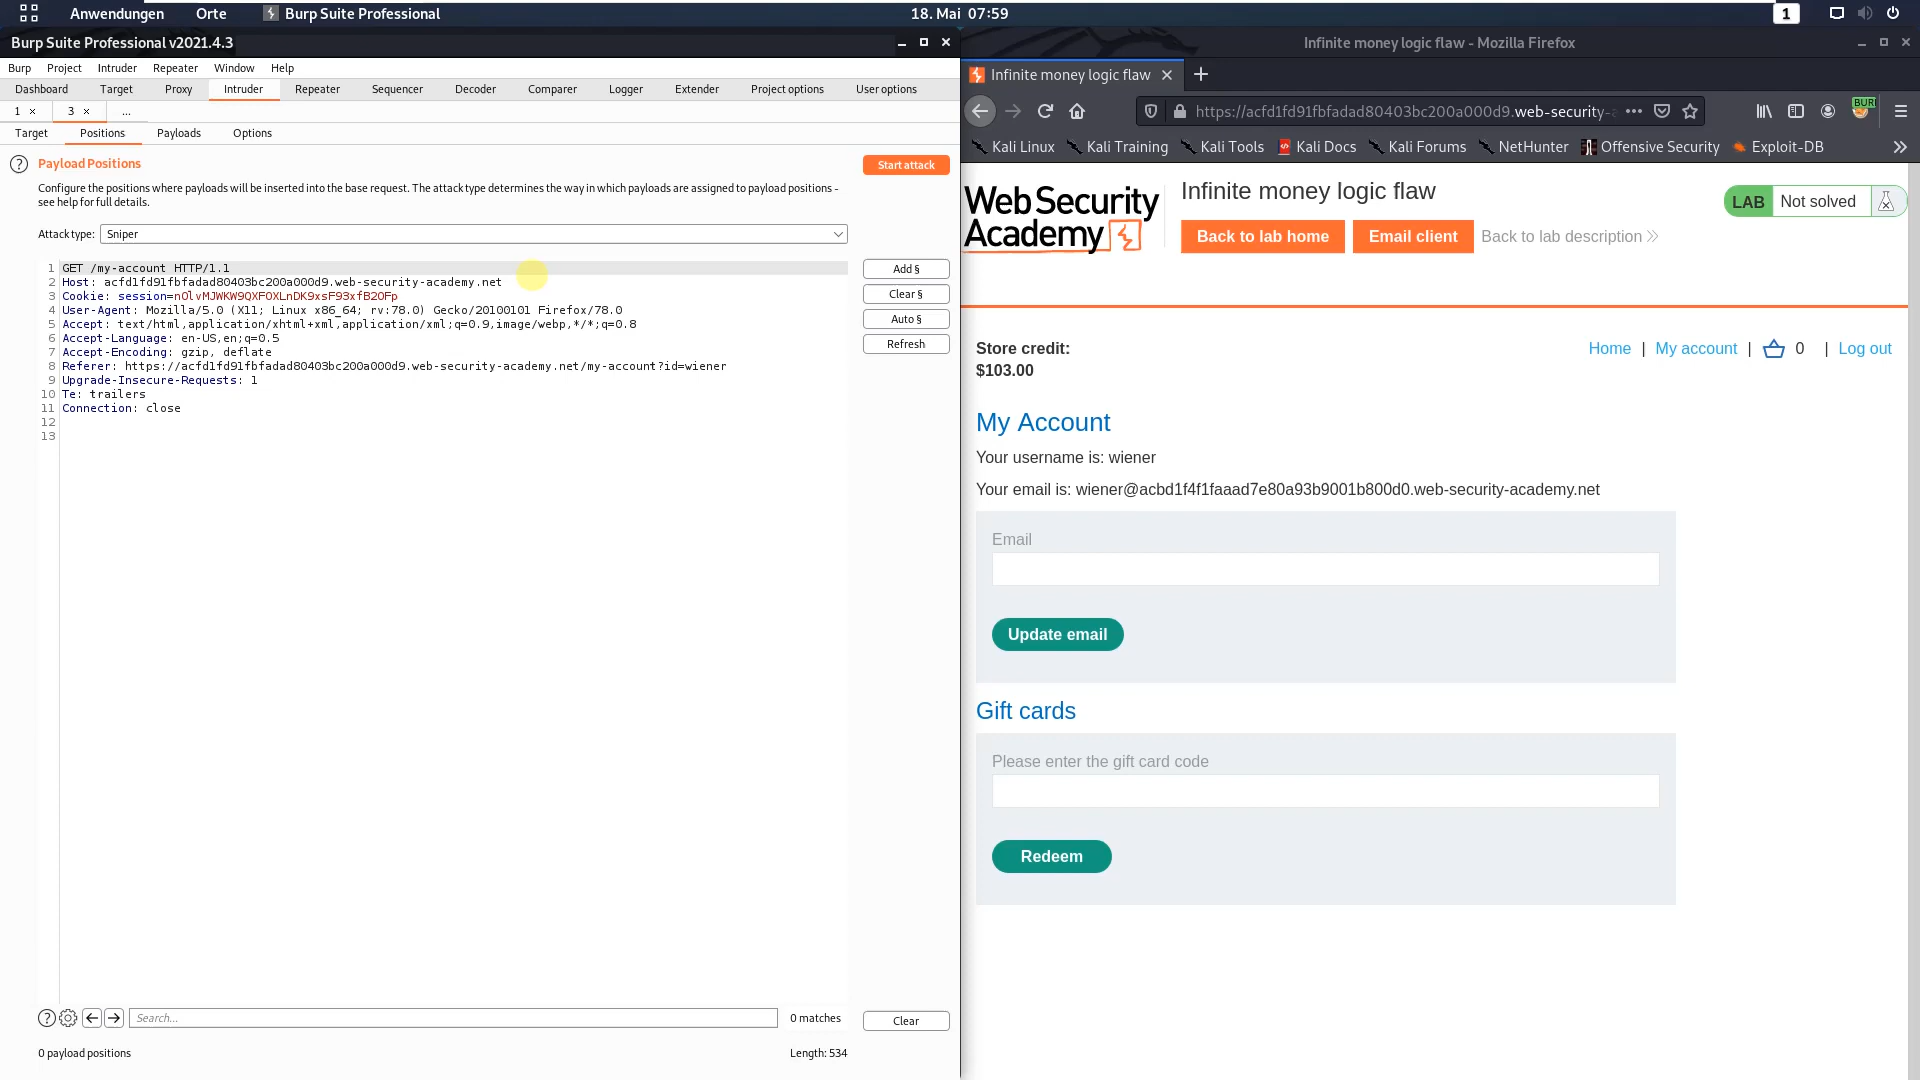 Anwendungen Orte Burp Suite Professional 18. Mai 07:59 1
Burp Suite Professional v2021.4.3
Burp Project Intruder Repeater Window Help
Dashboard Target Proxy Intruder Repeater Sequencer Decoder Comparer Logger Extender Project options User options
1 × 3 × ...
Target Positions Payloads Options
? Payload Positions
Start attack
Configure the positions where payloads will be inserted into the base request. The attack type determines the way in which payloads are assigned to payload positions -
see help for full details.
Attack type: Sniper
1 GET /my-account HTTP/1.1
2 Host: acfd1fd91fbfadad80403bc200a000d9.web-security-academy.net
3 Cookie: session=nOlvMJWKW9QXFOXLnDK9xsF93xfB2OFp
4 User-Agent: Mozilla/5.0 (X11; Linux x86_64; rv:78.0) Gecko/20100101 Firefox/78.0
5 Accept: text/html,application/xhtml+xml,application/xml;q=0.9,image/webp,*/*;q=0.8
6 Accept-Language: en-US,en;q=0.5
7 Accept-Encoding: gzip, deflate
8 Referer: https://acfd1fd91fbfadad80403bc200a000d9.web-security-academy.net/my-account?id=wiener
9 Upgrade-Insecure-Requests: 1
10 Te: trailers
11 Connection: close
12
13
Add §
Clear §
Auto §
Refresh
? Search... 0 matches Clear
0 payload positions Length: 534
Infinite money logic flaw - Mozilla Firefox
Infinite money logic flaw × +
https://acfd1fd91fbfadad80403bc200a000d9.web-security-a ••• BUR
Kali Linux Kali Training Kali Tools Kali Docs Kali Forums NetHunter Offensive Security Exploit-DB
Web Security
Academy
Infinite money logic flaw
LAB Not solved
Back to lab home Email client Back to lab description
Store credit:
$103.00
Home | My account | 0 | Log out
My Account
Your username is: wiener
Your email is: wiener@acbd1f4f1faaad7e80a93b9001b800d0.web-security-academy.net
Email
Update email
Gift cards
Please enter the gift card code
Redeem